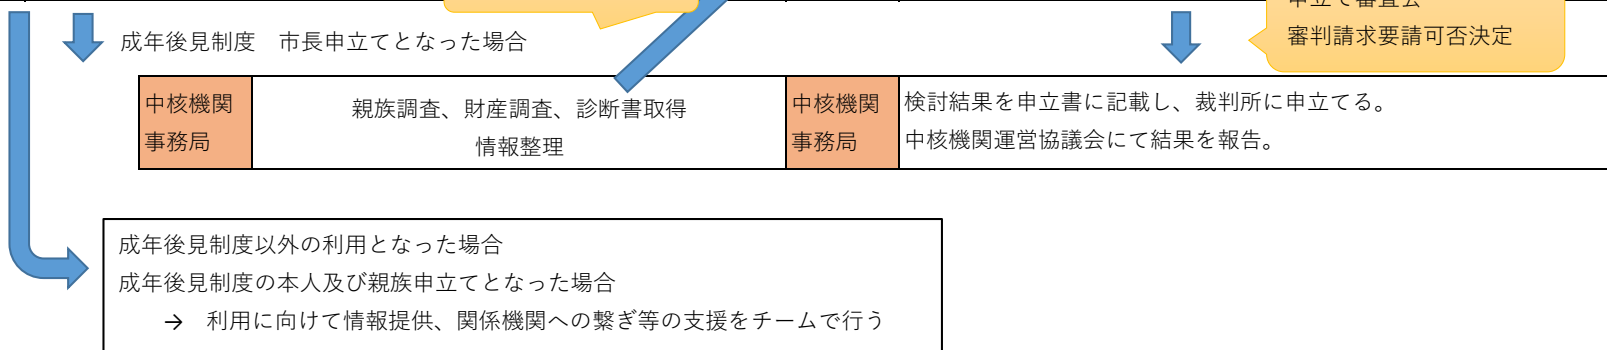 申立て審査会
審判請求要請可否決定
成年後見制度　市長申立てとなった場合
中核機関
事務局
親族調査、財産調査、診断書取得
情報整理
中核機関
事務局
検討結果を申立書に記載し、裁判所に申立てる。
中核機関運営協議会にて結果を報告。
成年後見制度以外の利用となった場合
成年後見制度の本人及び親族申立てとなった場合
→　利用に向けて情報提供、関係機関への繋ぎ等の支援をチームで行う